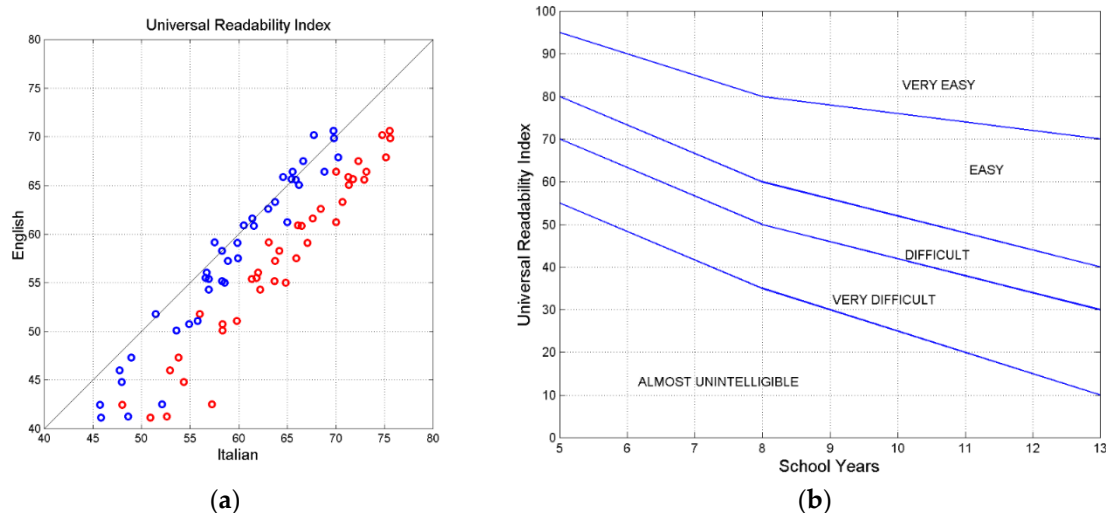 Universal Readability Index
80
75
70
65
60
55
50
45
40
English
40 45 50 55 60 65 70 75 80
Italian
(a)
100
90
80
70
60
50
40
30
20
10
0
Universal Readability Index
VERY EASY
EASY
DIFFICULT
VERY DIFFICULT
ALMOST UNINTELLIGIBLE
5 6 7 8 9 10 11 12 13
School Years
(b)